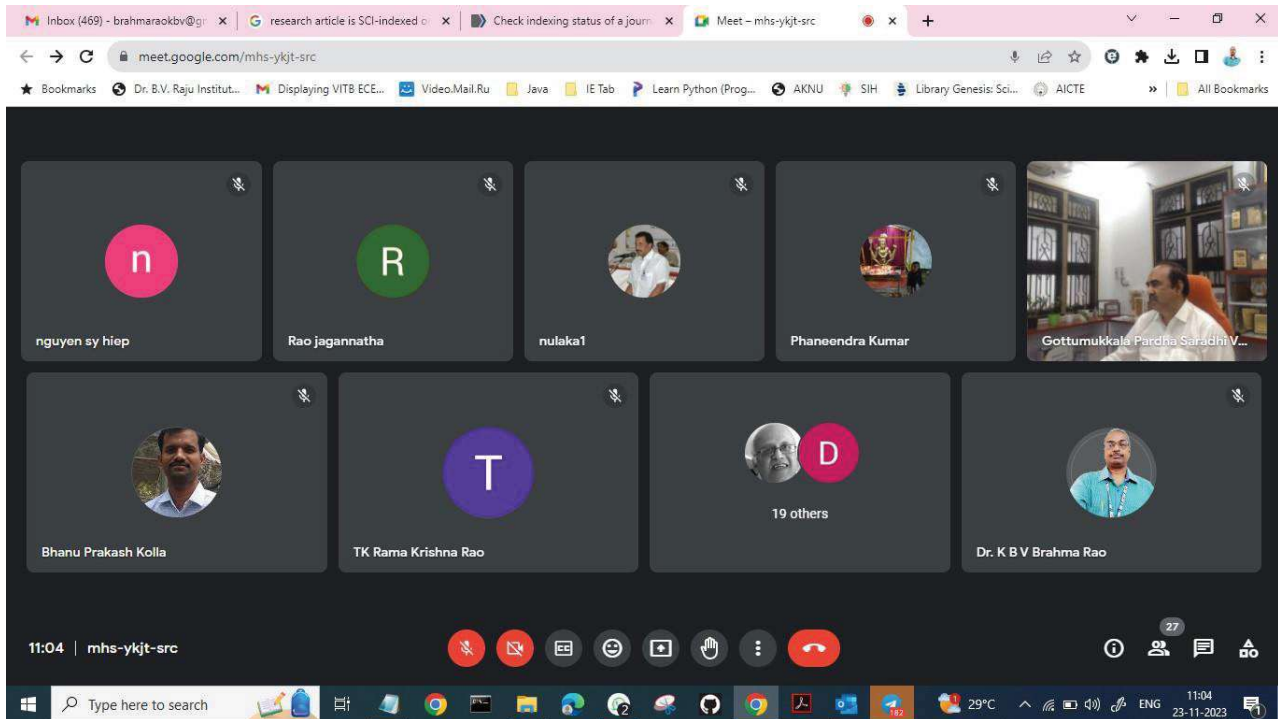 Inbox (469) - brahmaraokbv@gr
research article is SCI-indexed o
Check indexing status of a journ
Meet – mhs-ykjt-src
meet.google.com/mhs-ykjt-src
Bookmarks
Dr. B.V. Raju Institut...
Displaying VITB ECE...
Video.Mail.Ru
Java
IE Tab
Learn Python (Prog...
AKNU
SIH
Library Genesis: Sci...
AICTE
»
All Bookmarks
n
nguyen sy hiep
R
Rao jagannatha
nulaka1
Phaneendra Kumar
Gottumukkala Pardha Saradhi V...
Bhanu Prakash Kolla
T
TK Rama Krishna Rao
D
19 others
Dr. K B V Brahma Rao
11:04 | mhs-ykjt-src
27
Type here to search
182
29°C
ENG
11:04
23-11-2023